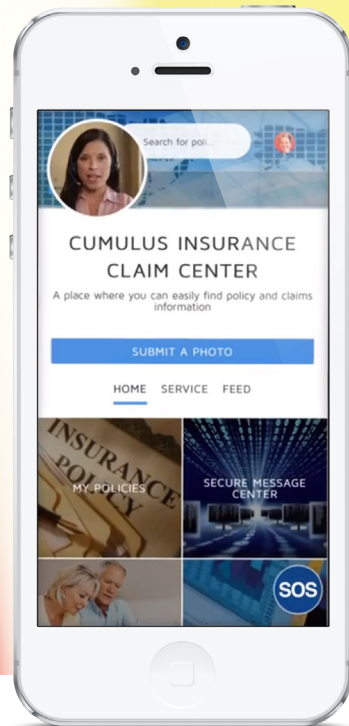 Search for poli...
CUMULUS INSURANCE
CLAIM CENTER
A place where you can easily find policy and claims
information
SUBMIT A PHOTO
HOME SERVICE FEED
INSURANCE
POLICY
MY POLICIES
SECURE MESSAGE
CENTER
SOS